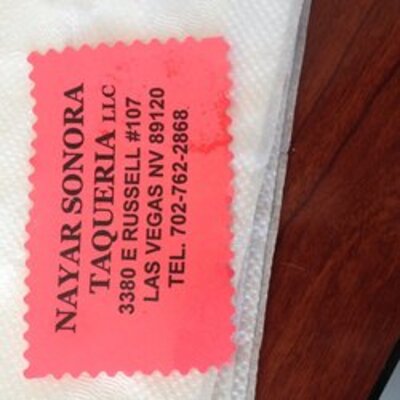 NAYAR SONORA
TAQUERIA LLC
3380 E RUSSELL #107
LAS VEGAS NV 89120
TEL. 702-762-2868